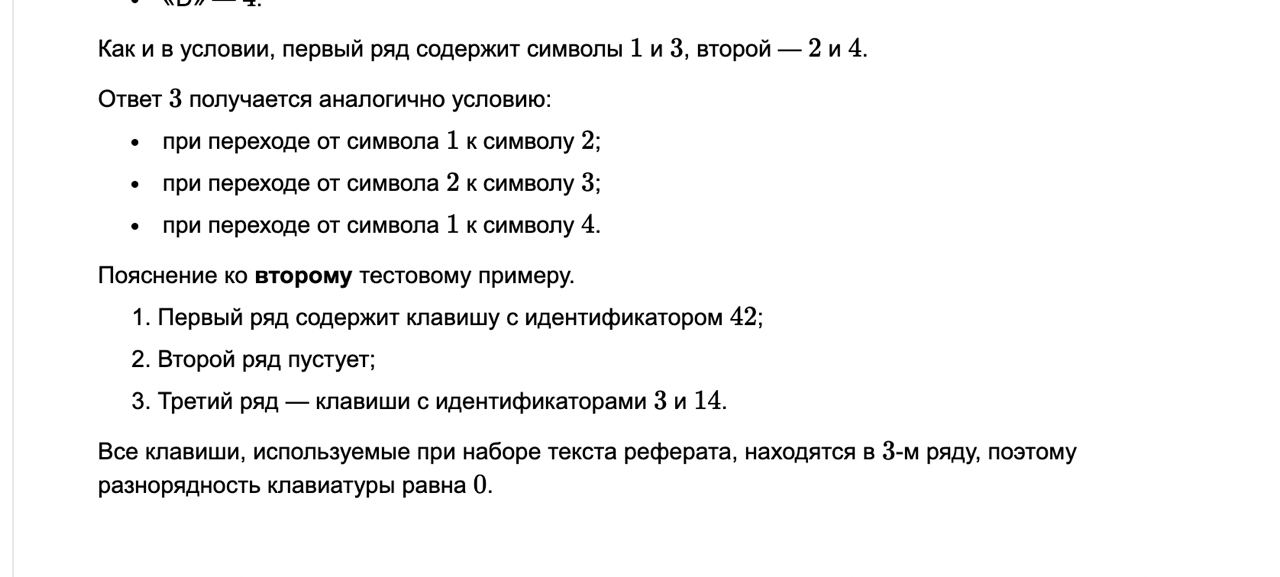 • «D» — 4.
Как и в условии, первый ряд содержит символы 1 и 3, второй — 2 и 4.
Ответ 3 получается аналогично условию:
• при переходе от символа 1 к символу 2;
• при переходе от символа 2 к символу 3;
• при переходе от символа 1 к символу 4.
Пояснение ко второму тестовому примеру.
1. Первый ряд содержит клавишу с идентификатором 42;
2. Второй ряд пустует;
3. Третий ряд — клавиши с идентификаторами 3 и 14.
Все клавиши, используемые при наборе текста реферата, находятся в 3-м ряду, поэтому
разнорядность клавиатуры равна 0.